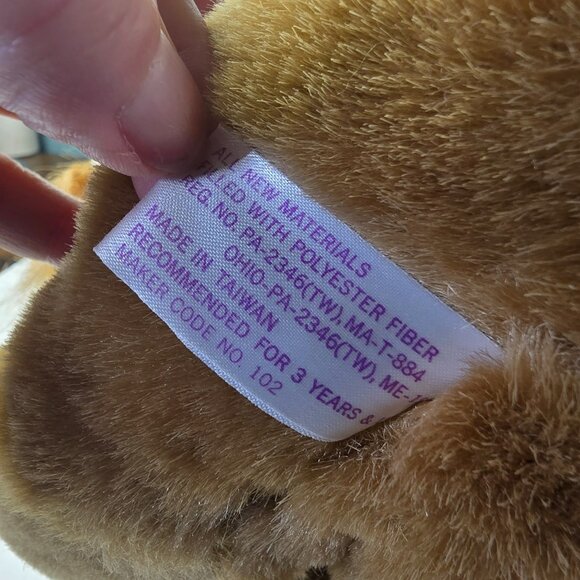 ALL NEW MATERIALS
FILLED WITH POLYESTER FIBER
REG. NO. PA-2346(TW), MA-T-884
OHIO-PA-2346(TW), ME-
MADE IN TAIWAN
RECOMMENDED FOR 3 YEARS &
MAKER CODE NO. 102